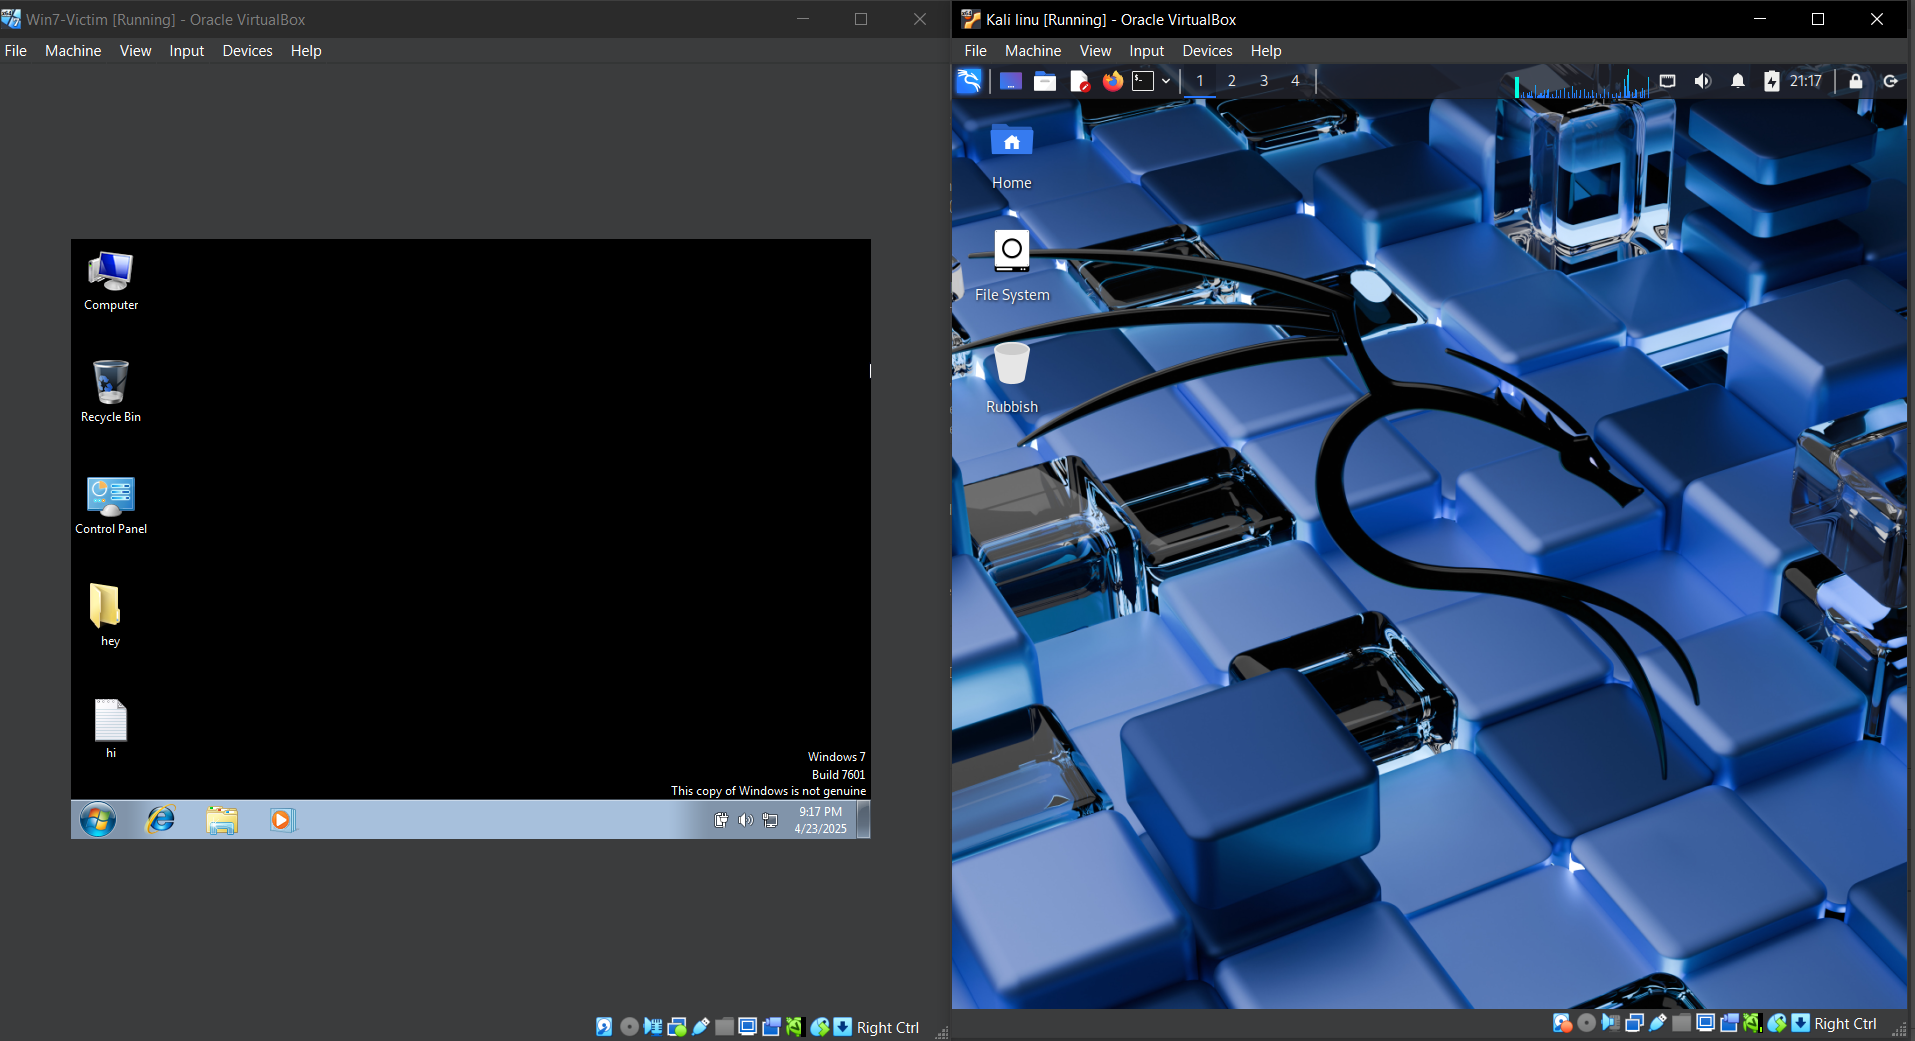 Win7-Victim [Running] - Oracle VirtualBox
File Machine View Input Devices Help
Computer
Recycle Bin
Control Panel
hey
hi
Windows 7
Build 7601
This copy of Windows is not genuine
9:17 PM
4/23/2025
Right Ctrl
Kali linu [Running] - Oracle VirtualBox
File Machine View Input Devices Help
1 2 3 4
21:17
Home
File System
Rubbish
Right Ctrl